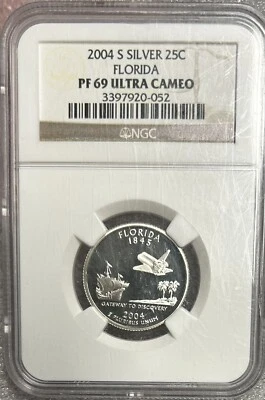 2004 S SILVER 25C
FLORIDA
PF 69 ULTRA CAMEO
3397920-052
NGC
FLORIDA
1845
GATEWAY TO DISCOVERY
2004
E PLURIBUS UNUM